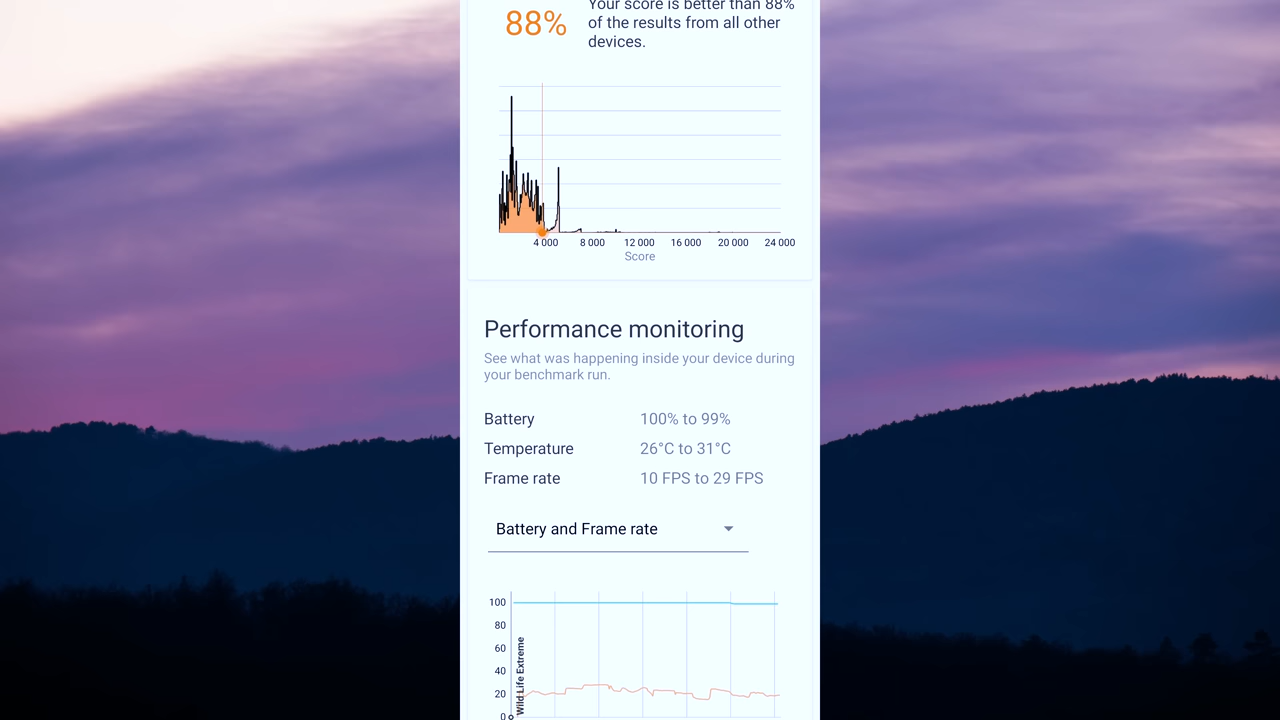 88%
Your score is better than 88%
of the results from all other
devices.
4 000 8 000 12 000 16 000 20 000 24 000
Score
Performance monitoring
See what was happening inside your device during
your benchmark run.
Battery 100% to 99%
Temperature 26°C to 31°C
Frame rate 10 FPS to 29 FPS
Battery and Frame rate
100
80
60
40
20
0
Wild Life Extreme